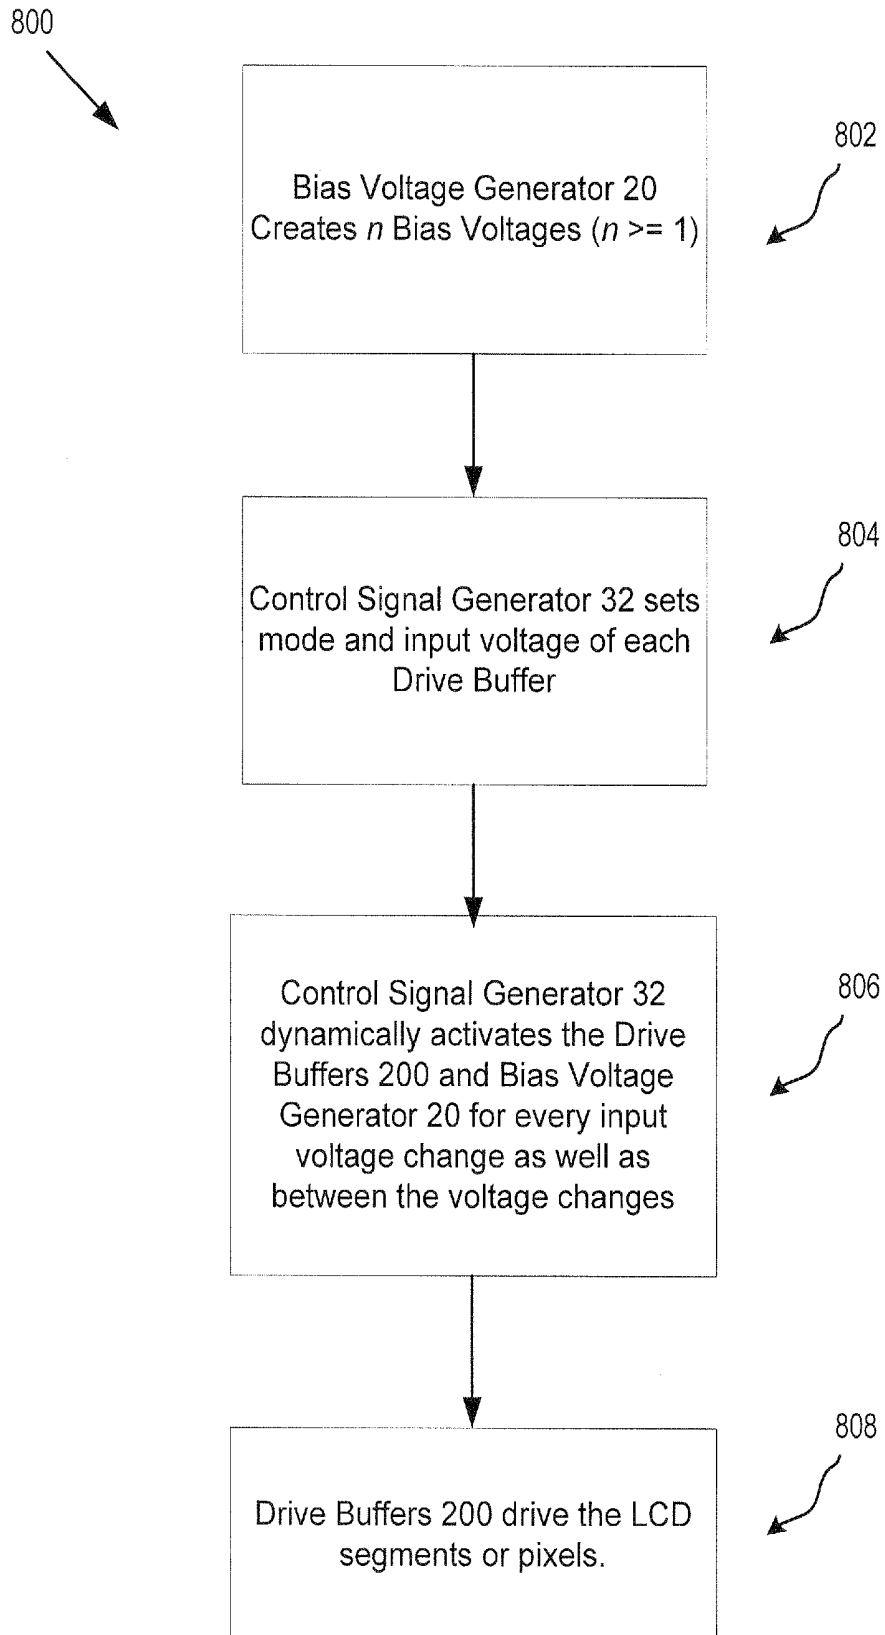 800
802
Bias Voltage Generator 20
Creates n Bias Voltages (n >= 1)
804
Control Signal Generator 32 sets
mode and input voltage of each
Drive Buffer
806
Control Signal Generator 32
dynamically activates the Drive
Buffers 200 and Bias Voltage
Generator 20 for every input
voltage change as well as
between the voltage changes
808
Drive Buffers 200 drive the LCD
segments or pixels.